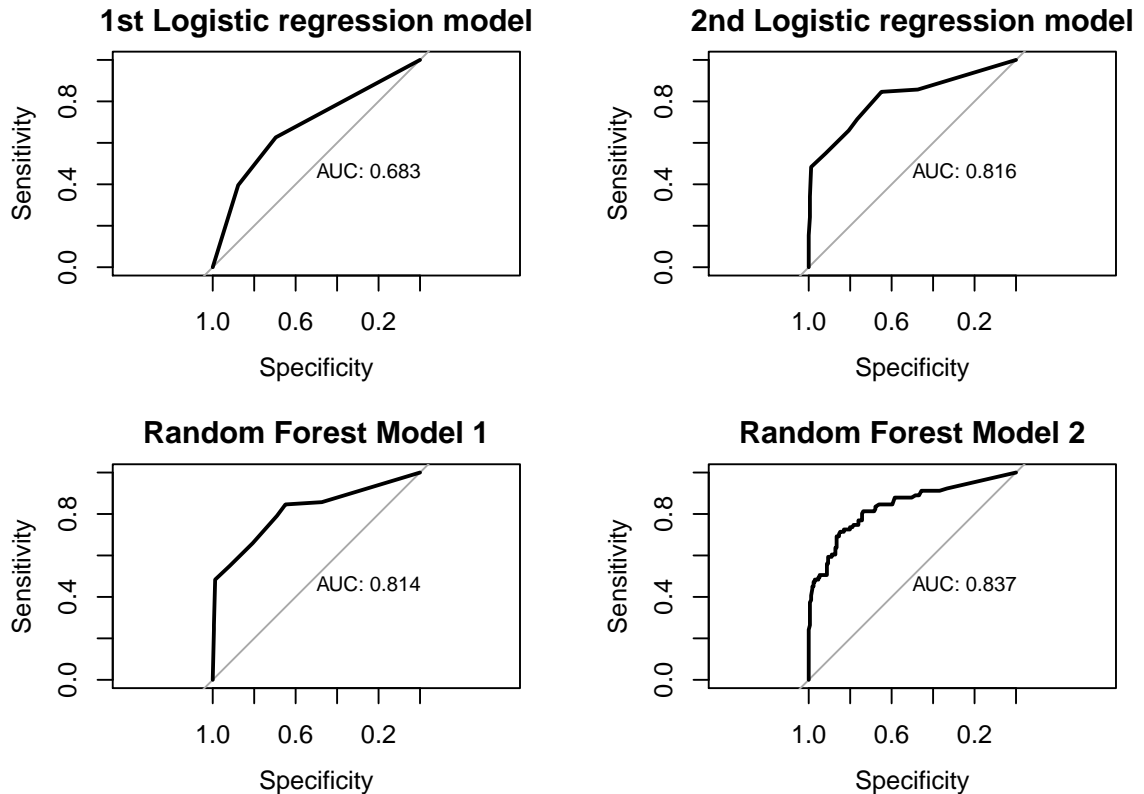 1st Logistic regression model
Sensitivity
0.0 0.4 0.8
AUC: 0.683
1.0 0.6 0.2
Specificity
2nd Logistic regression model
Sensitivity
0.0 0.4 0.8
AUC: 0.816
1.0 0.6 0.2
Specificity
Random Forest Model 1
Sensitivity
0.0 0.4 0.8
AUC: 0.814
1.0 0.6 0.2
Specificity
Random Forest Model 2
Sensitivity
0.0 0.4 0.8
AUC: 0.837
1.0 0.6 0.2
Specificity